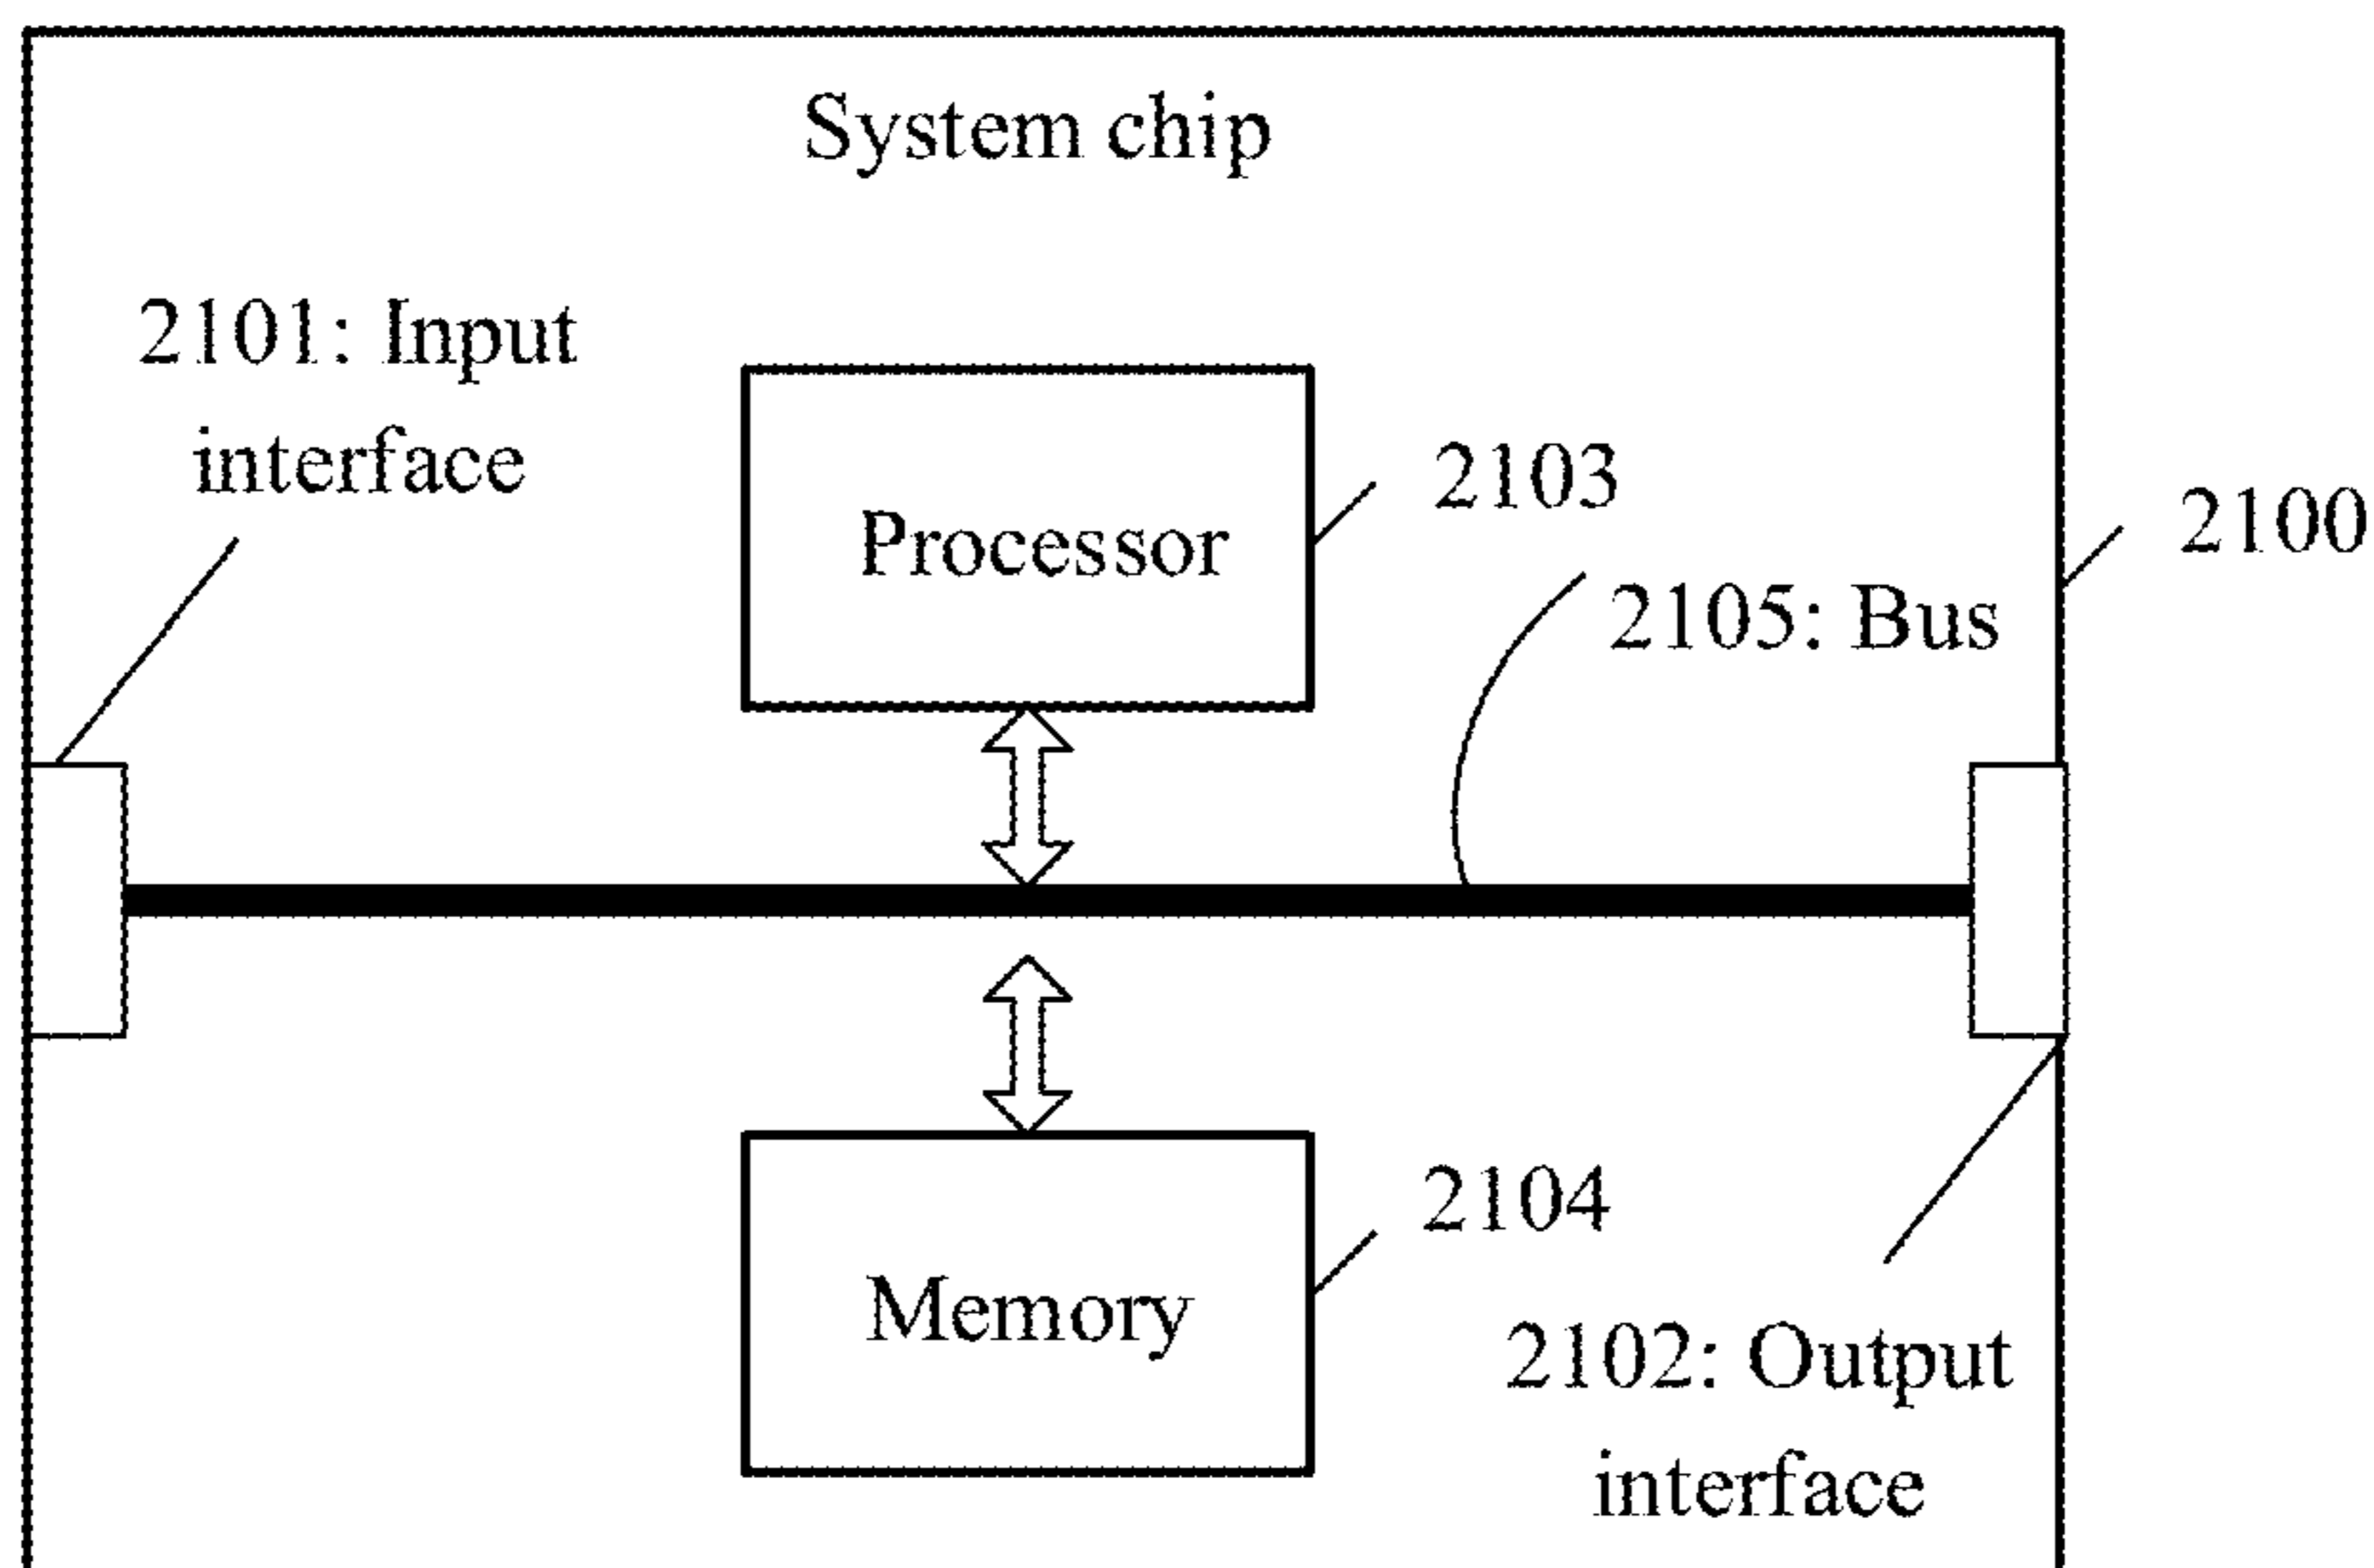 System chip
2101: Input
interface
2103
Processor
2100
2105: Bus
2104
Memory
2102: Output
interface